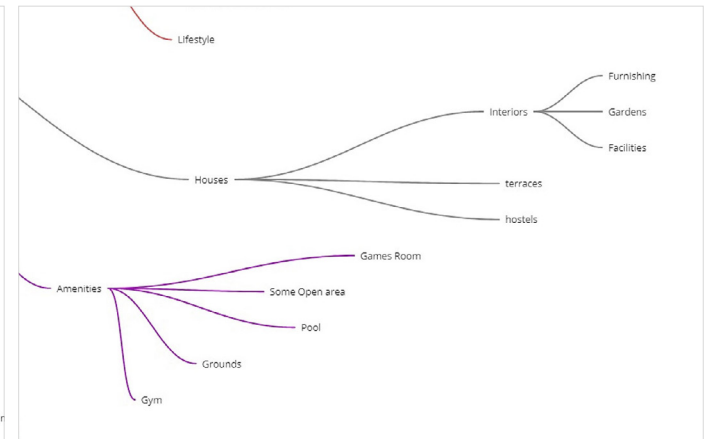 LIfestyle
Furnishing
Interiors
Gardens
Facilities
Houses
terraces
hostels
Games Room
Amenities
Some Open area
Pool
Grounds
Gym